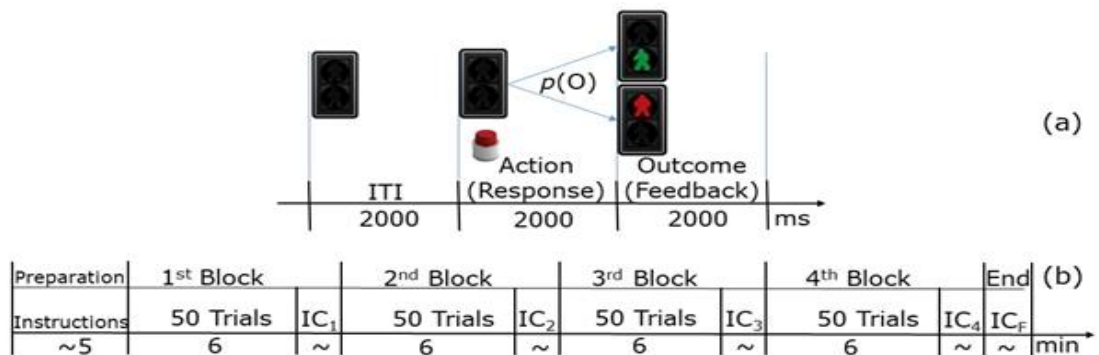 p(O)
(a)
Action Outcome
ITI (Response) (Feedback)
2000 2000 2000 ms
Preparation 1st Block 2nd Block 3rd Block 4th Block End (b)
Instructions 50 Trials IC1 50 Trials IC2 50 Trials IC3 50 Trials IC4 ICF
~5 6 ~ 6 ~ 6 ~ 6 ~ ~ min